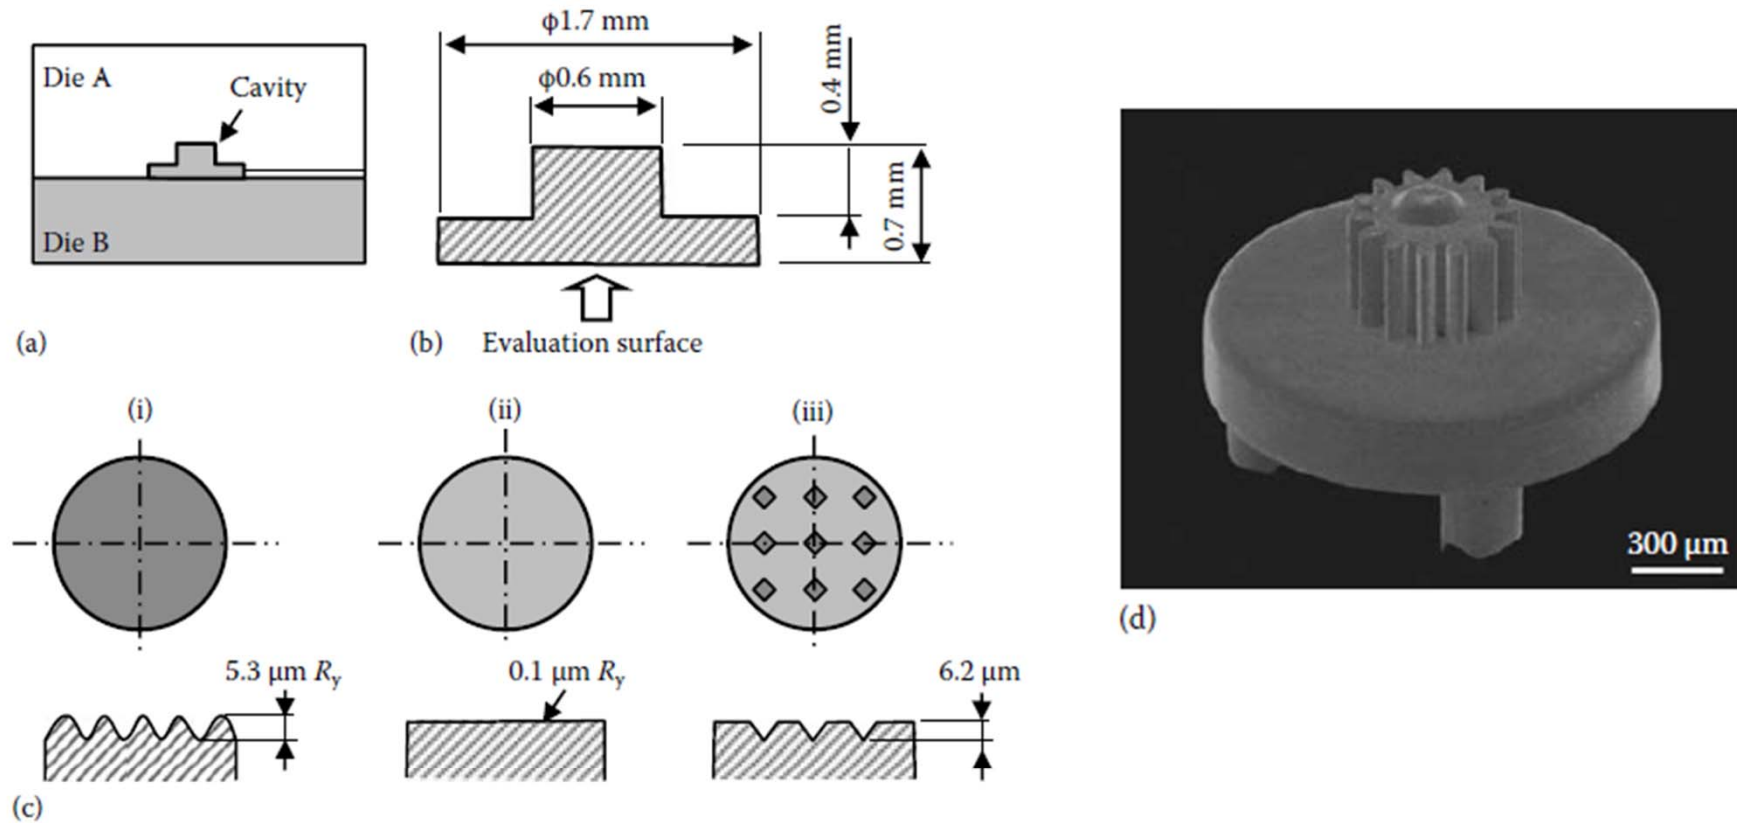 Die A
Cavity
Die B
(a)
ϕ1.7 mm
ϕ0.6 mm
0.4 mm
0.7 mm
(b)
Evaluation surface
(i)
(ii)
(iii)
5.3 μm Ry
0.1 μm Ry
6.2 μm
(c)
300 μm
(d)